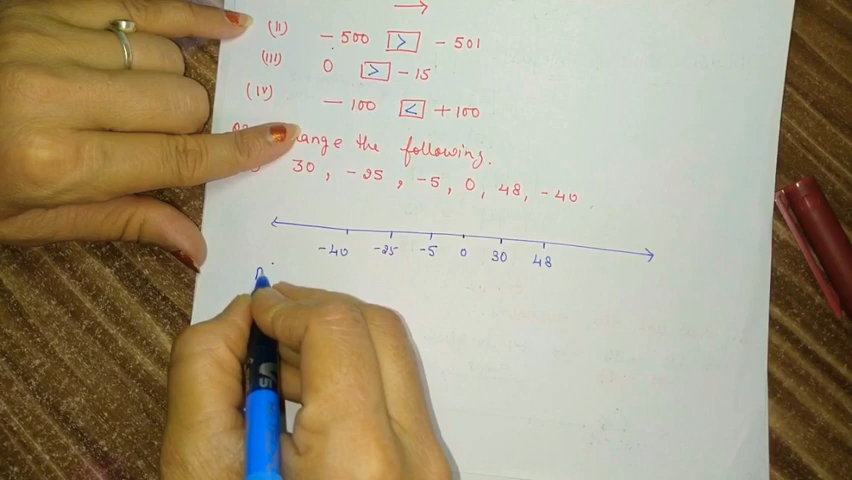 →
(ii) -500 > -501
(iii) 0 > -15
(iv) -100 < +100
the following.
30, -25, -5, 0, 48, -40
-40 -25 -5 0 30 48